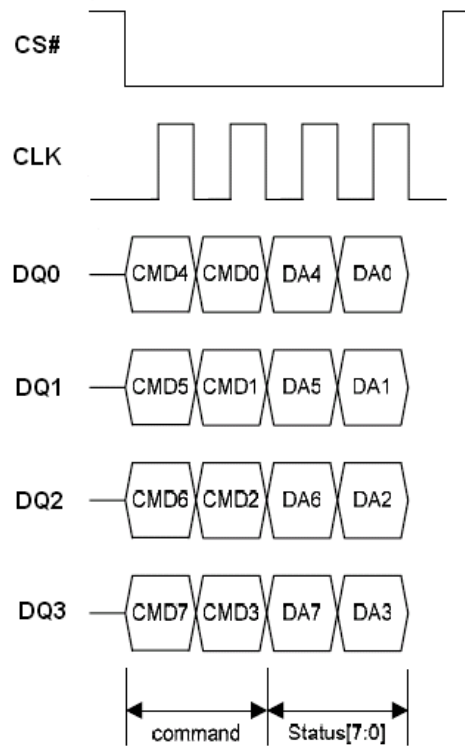 CS#
CLK
DQ0 CMD4 CMD0 DA4 DA0
DQ1 CMD5 CMD1 DA5 DA1
DQ2 CMD6 CMD2 DA6 DA2
DQ3 CMD7 CMD3 DA7 DA3
command Status[7:0]